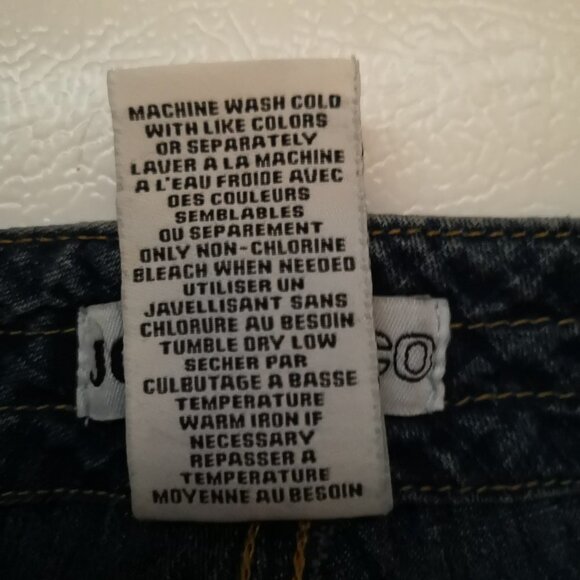 MACHINE WASH COLD
WITH LIKE COLORS
OR SEPARATELY
LAVER A LA MACHINE
A L'EAU FROIDE AVEC
DES COULEURS
SEMBLABLES
OU SEPAREMENT
ONLY NON-CHLORINE
BLEACH WHEN NEEDED
UTILISER UN
JAVELLISANT SANS
CHLORURE AU BESOIN
TUMBLE DRY LOW
SECHER PAR
CULBUTAGE A BASSE
TEMPERATURE
WARM IRON IF
NECESSARY
REPASSER A
TEMPERATURE
MOYENNE AU BESOIN